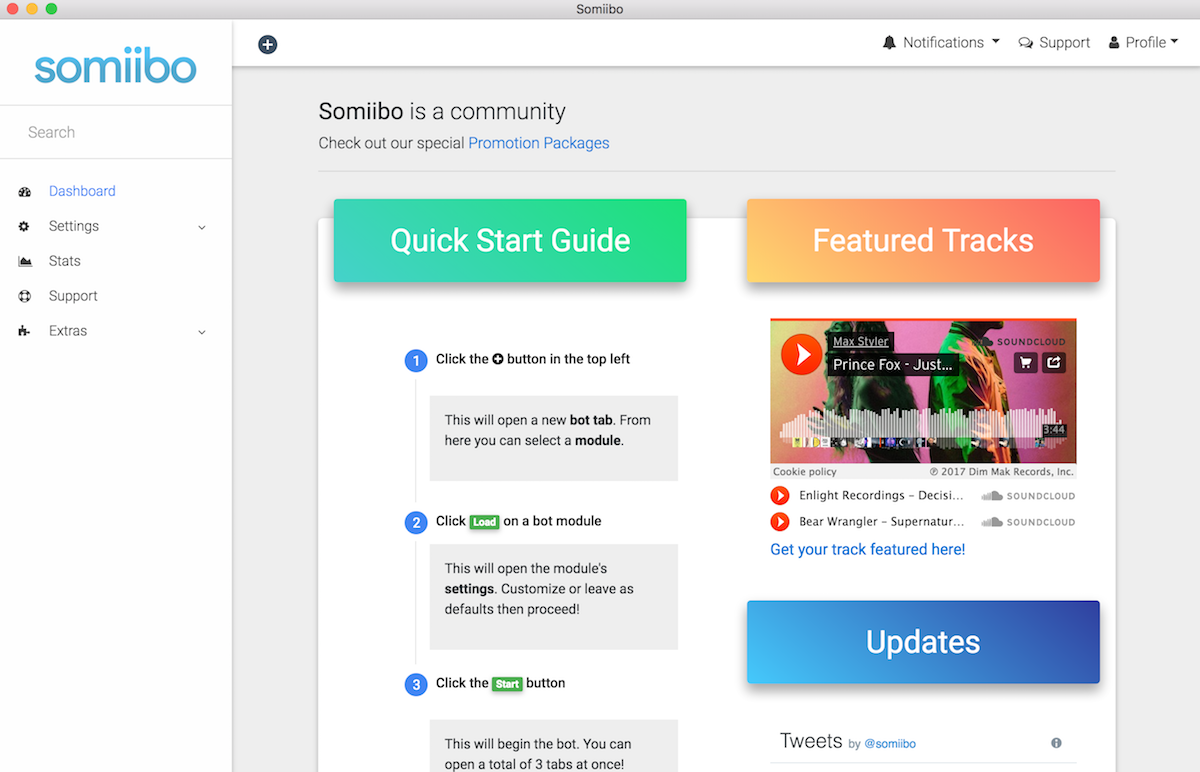 Somiibo
somiibo
Search
Dashboard
Settings
Stats
Support
Extras
Notifications
Support
Profile
Somiibo is a community
Check out our special Promotion Packages
Quick Start Guide
1 Click the button in the top left
This will open a new bot tab. From
here you can select a module.
2 Click Load on a bot module
This will open the module's
settings. Customize or leave as
defaults then proceed!
3 Click the Start button
This will begin the bot. You can
open a total of 3 tabs at once!
Featured Tracks
Max Styler
SOUNDCLOUD
Prince Fox - Just...
3:44
Cookie policy
℗ 2017 Dim Mak Records, Inc.
Enlight Recordings – Decisi... SOUNDCLOUD
Bear Wrangler – Supernatur... SOUNDCLOUD
Get your track featured here!
Updates
Tweets by @somiibo